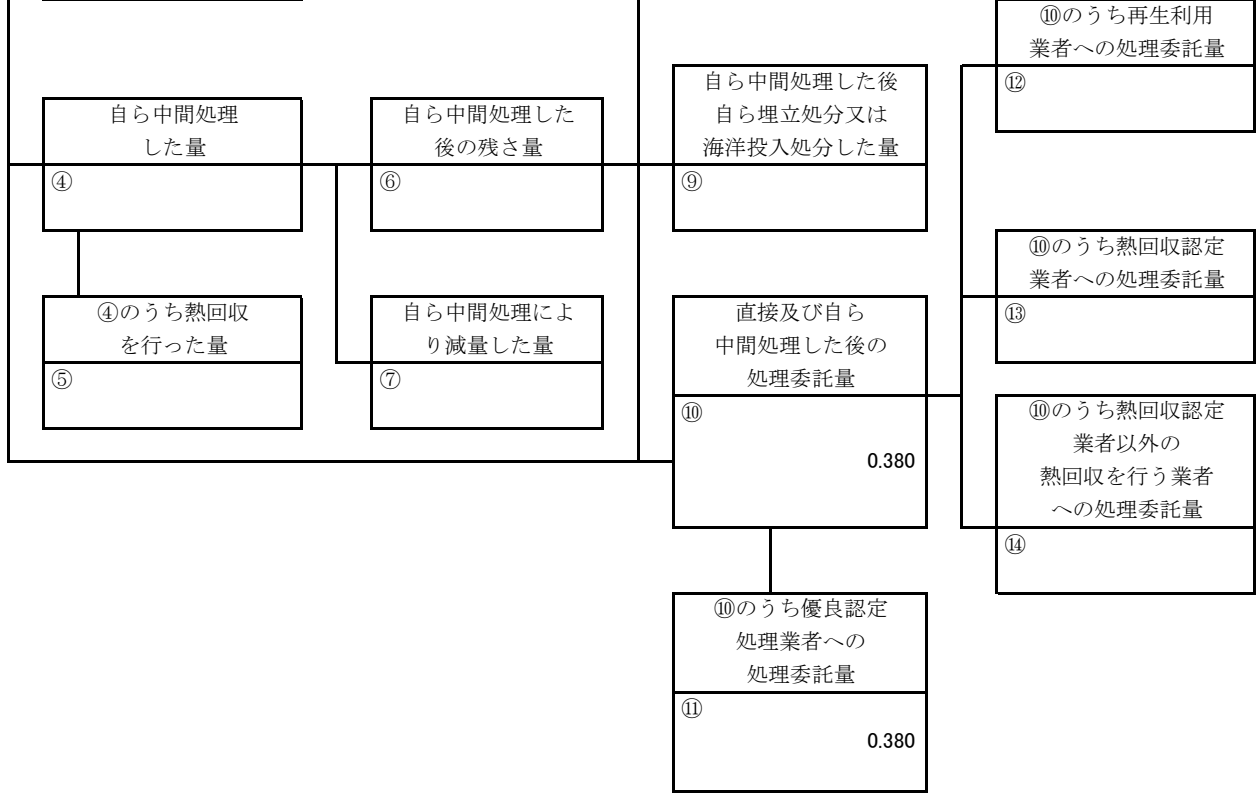 ⑩のうち再生利用
業者への処理委託量
⑫
自ら中間処理
した量
④
自ら中間処理した
後の残さ量
⑥
自ら中間処理した後
自ら埋立処分又は
海洋投入処分した量
⑨
⑩のうち熱回収認定
業者への処理委託量
⑬
④のうち熱回収
を行った量
⑤
自ら中間処理によ
り減量した量
⑦
直接及び自ら
中間処理した後の
処理委託量
⑩
0.380
⑩のうち熱回収認定
業者以外の
熱回収を行う業者
への処理委託量
⑭
⑩のうち優良認定
処理業者への
処理委託量
⑪
0.380